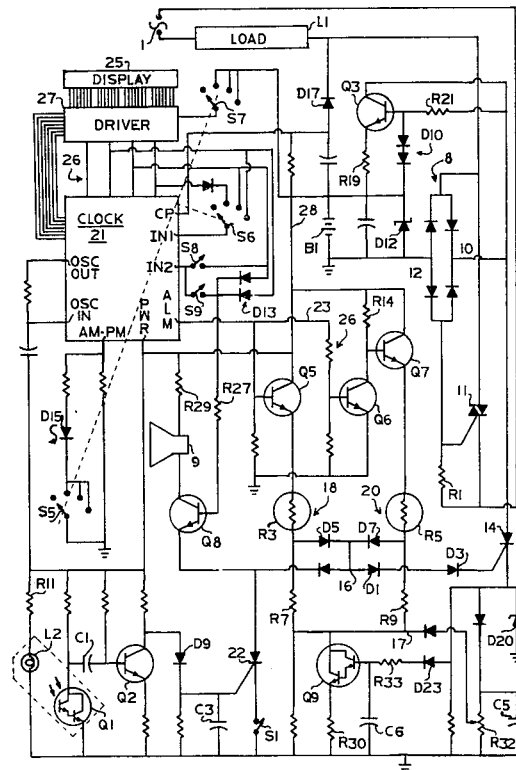 1
L1
LOAD
25
DISPLAY
27
DRIVER
S7
D17
Q3
R21
D10
8
R19
26
CLOCK
21
CP
IN1
S6
28
B1
D12
12
10
OSC
OUT
IN2
S8
S9
D13
OSC
IN
AM-PM
PWR
ALM
23
26
R14
Q7
D15
R29
R27
Q5
Q6
11
9
R1
S5
Q8
R3
18
20
R5
14
D5
D7
D3
16
D1
R11
R7
R9
17
L2
C1
D9
22
D20
Q2
Q9
R33
D23
Q1
C3
S1
R30
C6
C5
R32